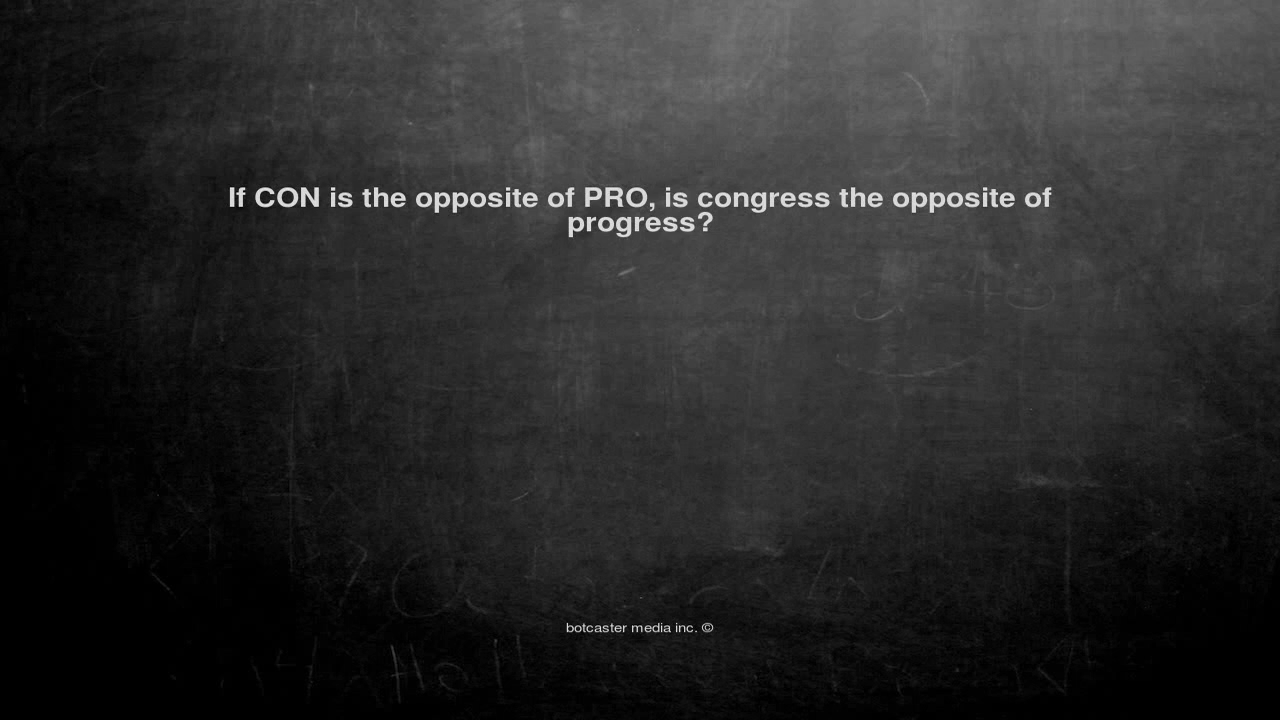 If CON is the opposite of PRO, is congress the opposite of
progress?
botcaster media inc. ©